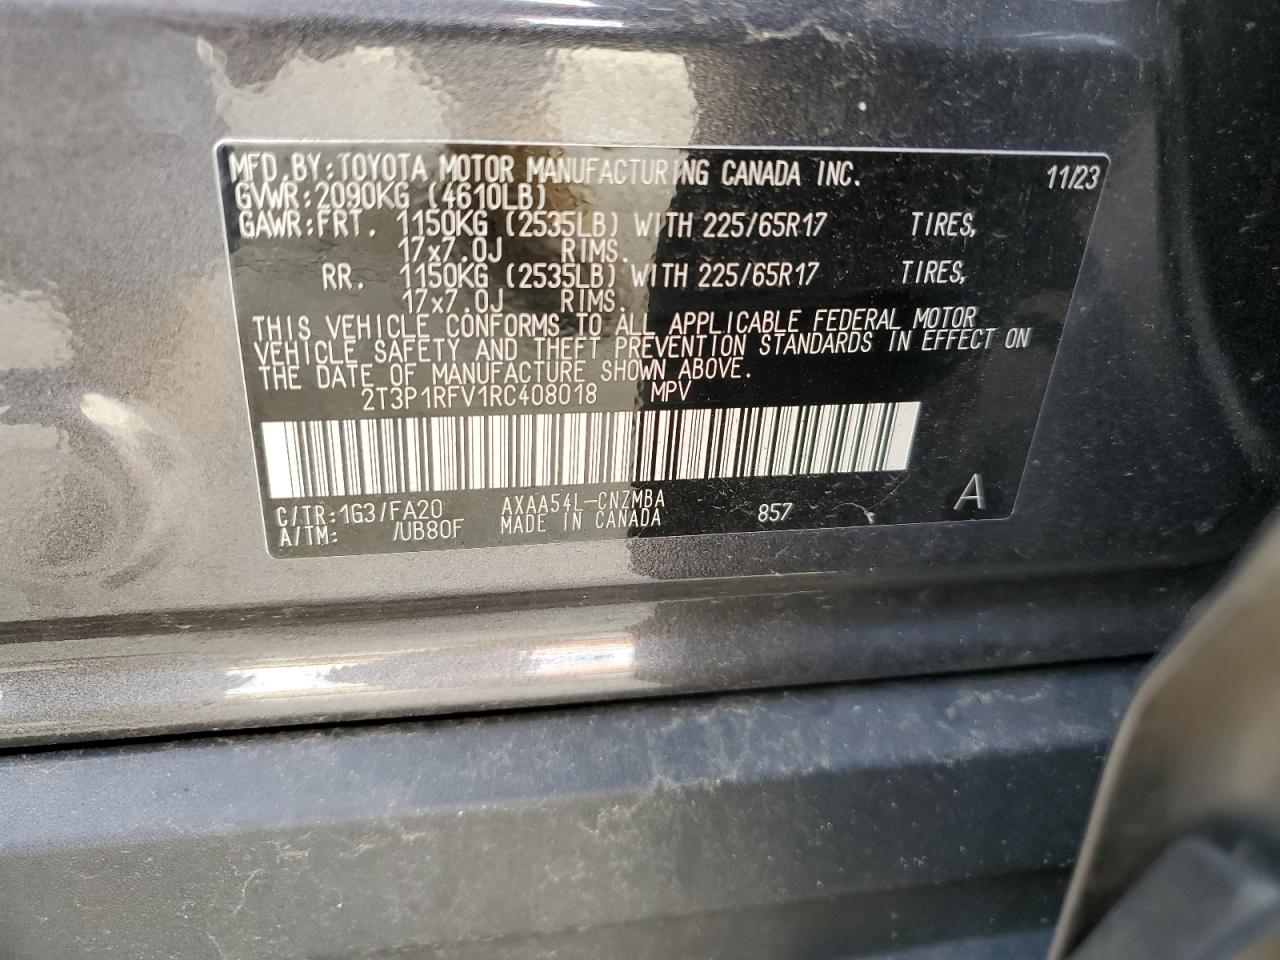 MFD.BY:TOYOTA MOTOR MANUFACTURING CANADA INC. 11/23
GVWR:2090KG (4610LB)
GAWR:FRT. 1150KG (2535LB) WITH 225/65R17 TIRES,
17x7.0J RIMS.
RR. 1150KG (2535LB) WITH 225/65R17 TIRES,
17x7.0J RIMS.
THIS VEHICLE CONFORMS TO ALL APPLICABLE FEDERAL MOTOR
VEHICLE SAFETY AND THEFT PREVENTION STANDARDS IN EFFECT ON
THE DATE OF MANUFACTURE SHOWN ABOVE.
2T3P1RFV1RC408018 MPV
C/TR:1G3/FA20 AXAA54L-CNZMBA 857 A
A/TM: /UB80F MADE IN CANADA